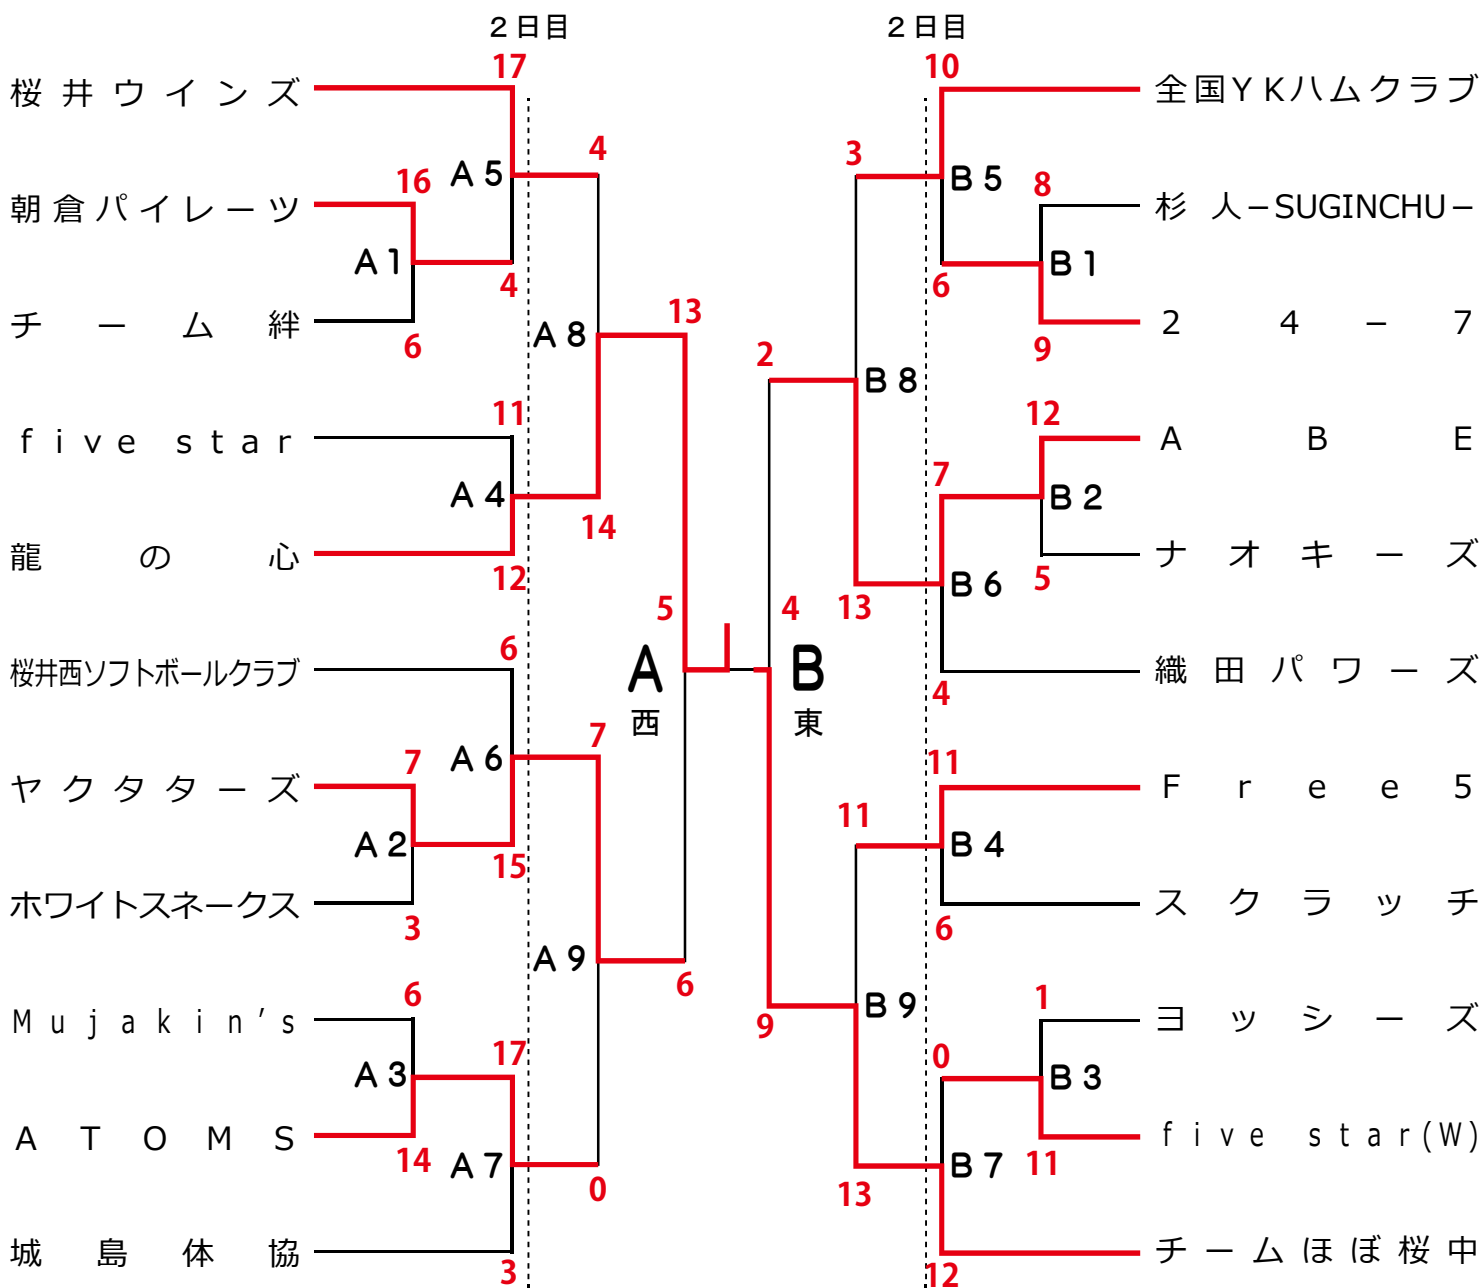 2日目 2日目
17 10
桜井ウインズ 全国YKハムクラブ
4 3
A5 B5
16 8
朝倉パイレーツ 杉人-SUGINCHU-
A1 B1
4 6
13
チーム絆 24-7
A8
6 2 9
B8
11 12
five star ABE
7
A4 B2
14
龍の心 ナオキーズ
12 5
B6
5 4 13
6
桜井西ソフトボールクラブ 織田パワーズ
A B
4
西 東
7
A6 11
7
ヤクターズ Free5
11
A2 B4
15
ホワイトスネークス スクラッチ
3 6
A9
6
6 1
B9
Mujakin's ヨッシーズ
9
17 0
A3 B3
ATOMS five star(W)
14 11
A7 B7
0 13
城島体協 チームほぼ桜中
3 12